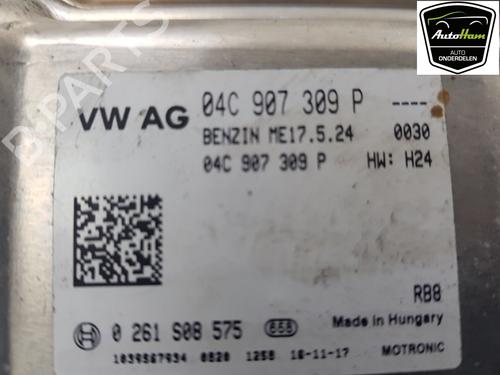 AutoHam
AUTO
ONDERDELEN
B-PARTS
VW AG 04C 907 309 P ----
BENZIN ME17.5.24 0030
04C 907 309 P HW: H24
RB8
0 261 S08 575 858 Made in Hungary
1039S67934 0820 1258 16-11-17 MOTRONIC